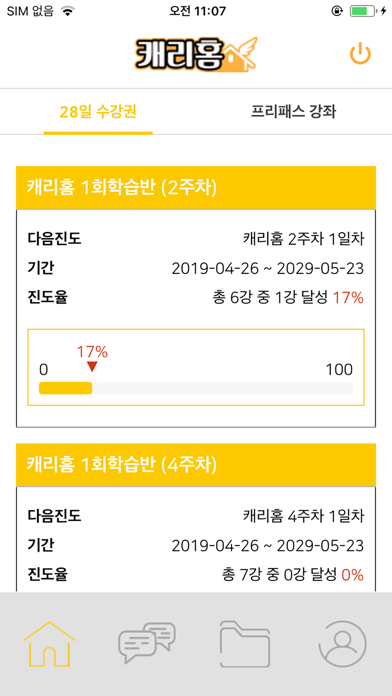 SIM 없음 오전 11:07
캐리홈
28일 수강권 프리패스 강좌
캐리홈 1회학습반 (2주차)
다음진도 캐리홈 2주차 1일차
기간 2019-04-26 ~ 2029-05-23
진도율 총 6강 중 1강 달성 17%
17%
0 100
캐리홈 1회학습반 (4주차)
다음진도 캐리홈 4주차 1일차
기간 2019-04-26 ~ 2029-05-23
진도율 총 7강 중 0강 달성 0%